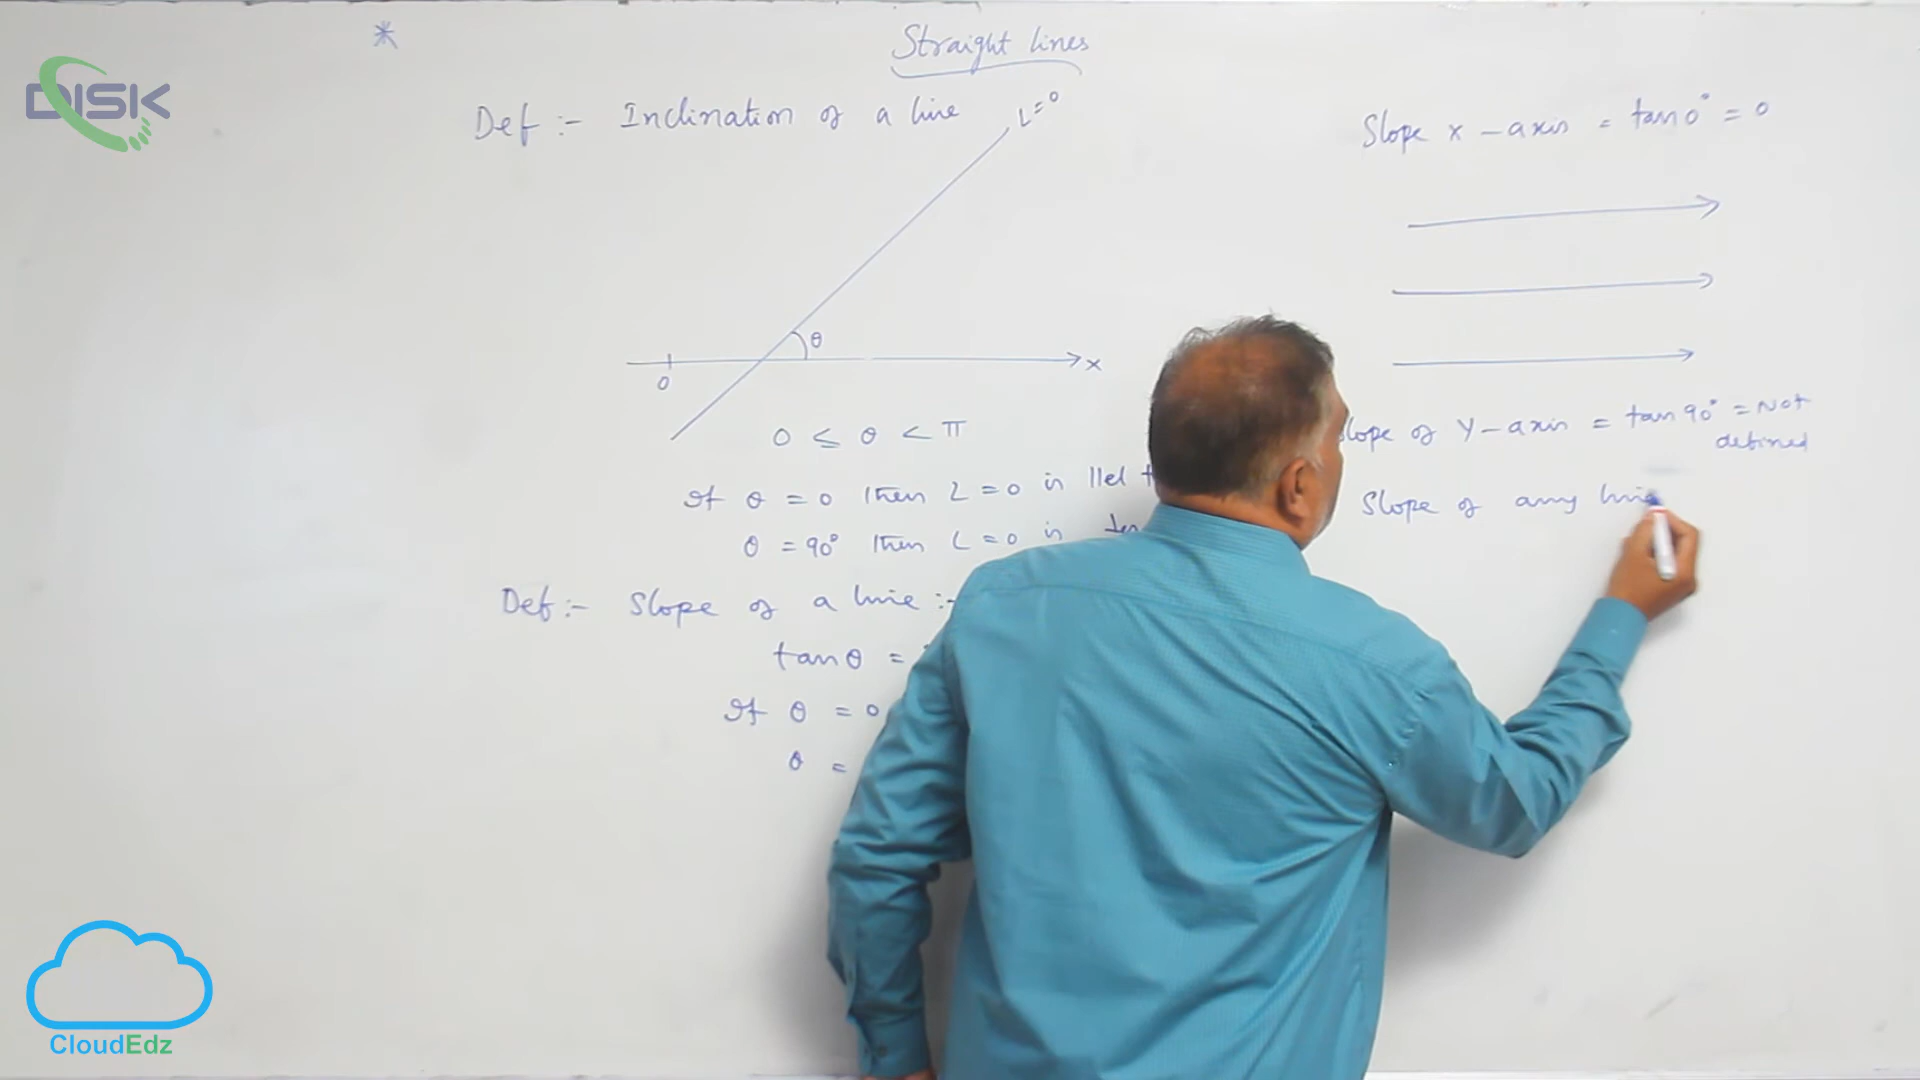 *
Straight lines
DISK
Def :- Inclination of a line
L=0
θ
0
x
0 ≤ θ < π
If θ = 0 then L = 0 is llel
θ = 90° then L = 0 is
Def :- Slope of a line :-
tanθ =
If θ = 0
θ =
Slope x - axis = tan 0° = 0
Slope of Y - axis = tan 90° = Not
defined
Slope of any line
CloudEdz